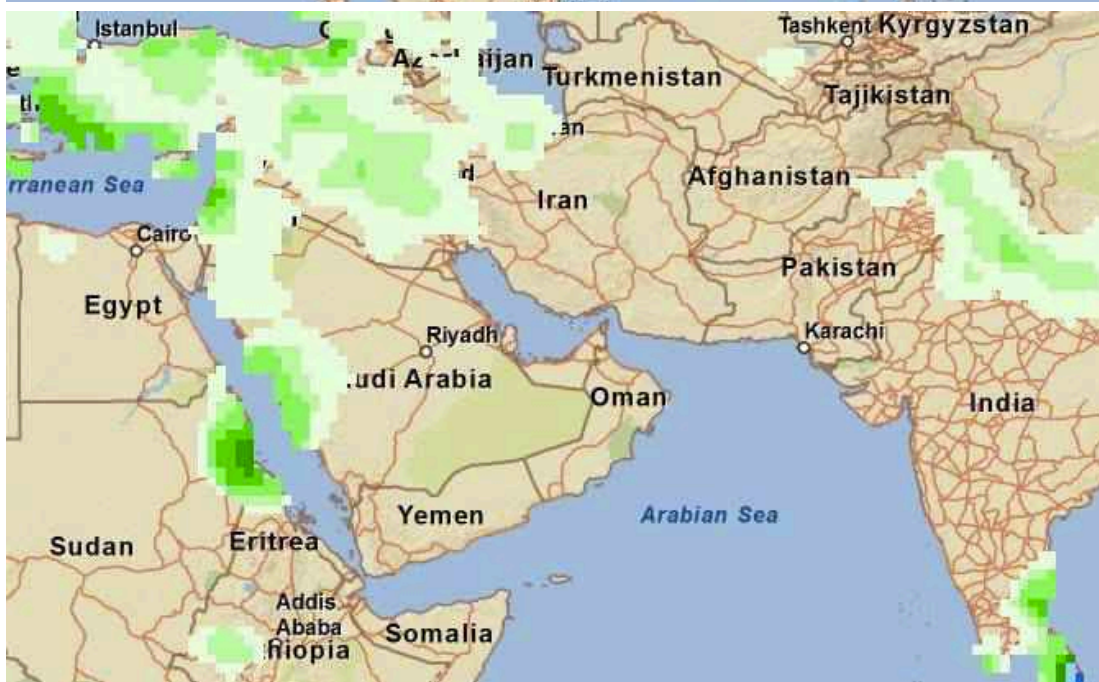 Istanbul
Tashkent Kyrgyzstan
Turkmenistan
Tajikistan
Afghanistan
Iran
rranean Sea
Cairo
Pakistan
Egypt
Karachi
Riyadh
udi Arabia
Oman
India
Yemen
Arabian Sea
Sudan
Eritrea
Addis
Ababa
hiopia
Somalia